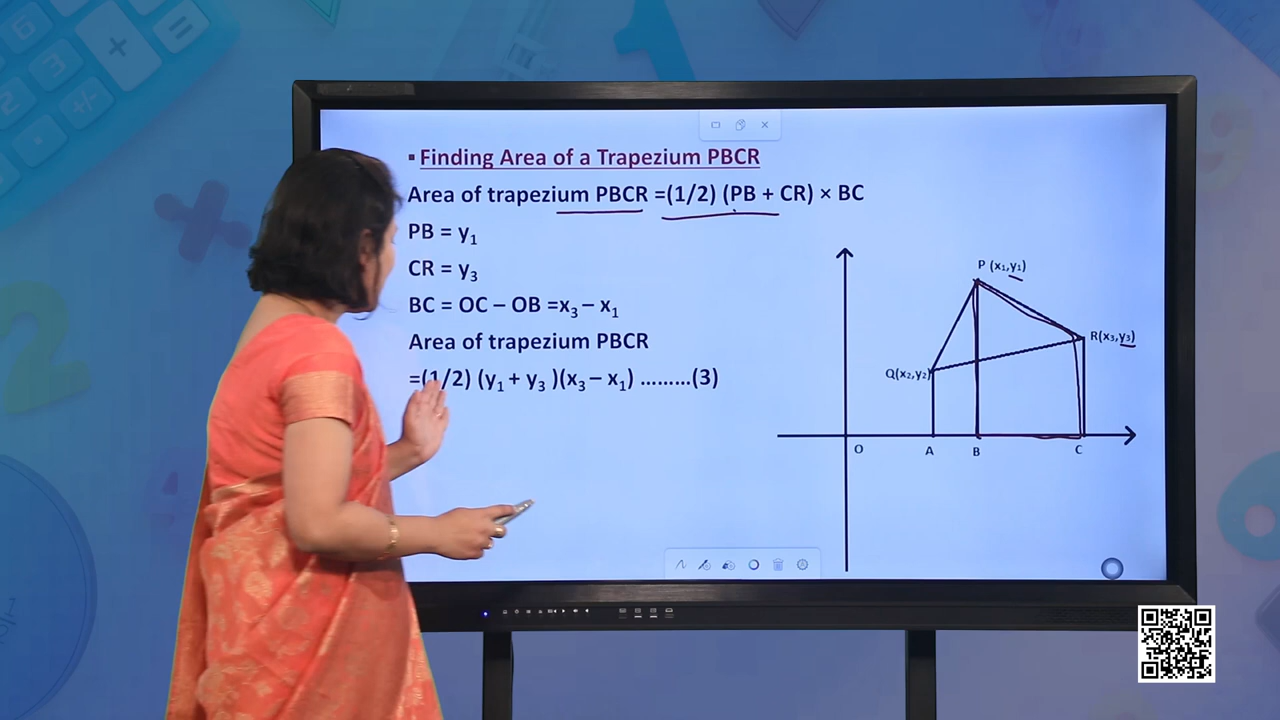 ▪ Finding Area of a Trapezium PBCR
Area of trapezium PBCR =(1/2) (PB + CR) × BC
PB = y₁
CR = y₃
BC = OC – OB =x₃ – x₁
Area of trapezium PBCR
=(1/2) (y₁ + y₃ )(x₃ – x₁) .........(3)
P (x₁,y₁)
R(x₃,y₃)
Q(x₂,y₂)
O A B C